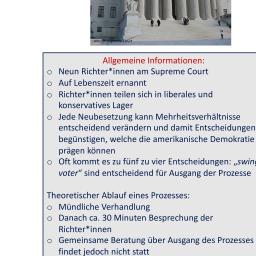 Allgemeine Informationen:
o Neun Richter*innen am Supreme Court
o Auf Lebenszeit ernannt
o Richter*innen teilen sich in liberales und
konservatives Lager
o Jede Neubesetzung kann Mehrheitsverhältnisse
entscheidend verändern und damit Entscheidungen
begünstigen, welche die amerikanische Demokratie
prägen können
o Oft kommt es zu fünf zu vier Entscheidungen: „swing
voter“ sind entscheidend für Ausgang der Prozesse
Theoretischer Ablauf eines Prozesses:
o Mündliche Verhandlung
o Danach ca. 30 Minuten Besprechung der
Richter*innen
o Gemeinsame Beratung über Ausgang des Prozesses
findet jedoch nicht statt